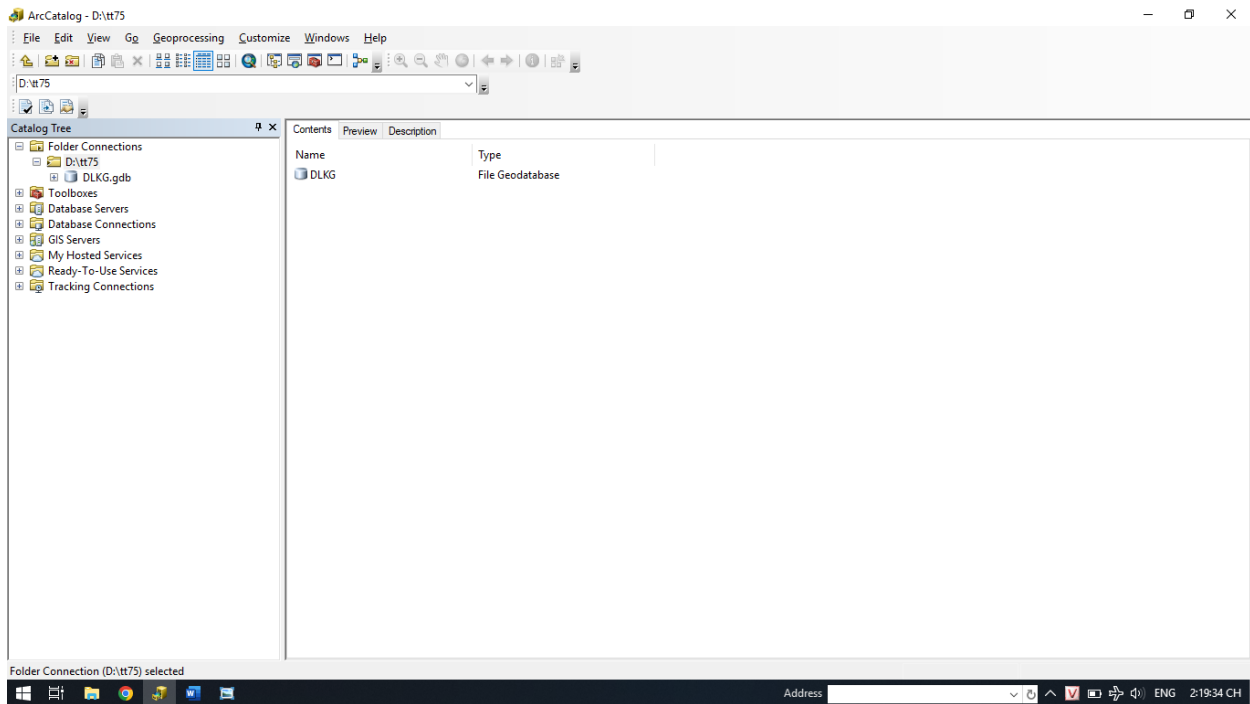 ArcCatalog - D:\tt75
File Edit View Go Geoprocessing Customize Windows Help
D:\tt75
Catalog Tree
Folder Connections
D:\tt75
DLKG.gdb
Toolboxes
Database Servers
Database Connections
GIS Servers
My Hosted Services
Ready-To-Use Services
Tracking Connections
Contents Preview Description
Name Type
DLKG File Geodatabase
Folder Connection (D:\tt75) selected
Address
V
ENG 2:19:34 CH